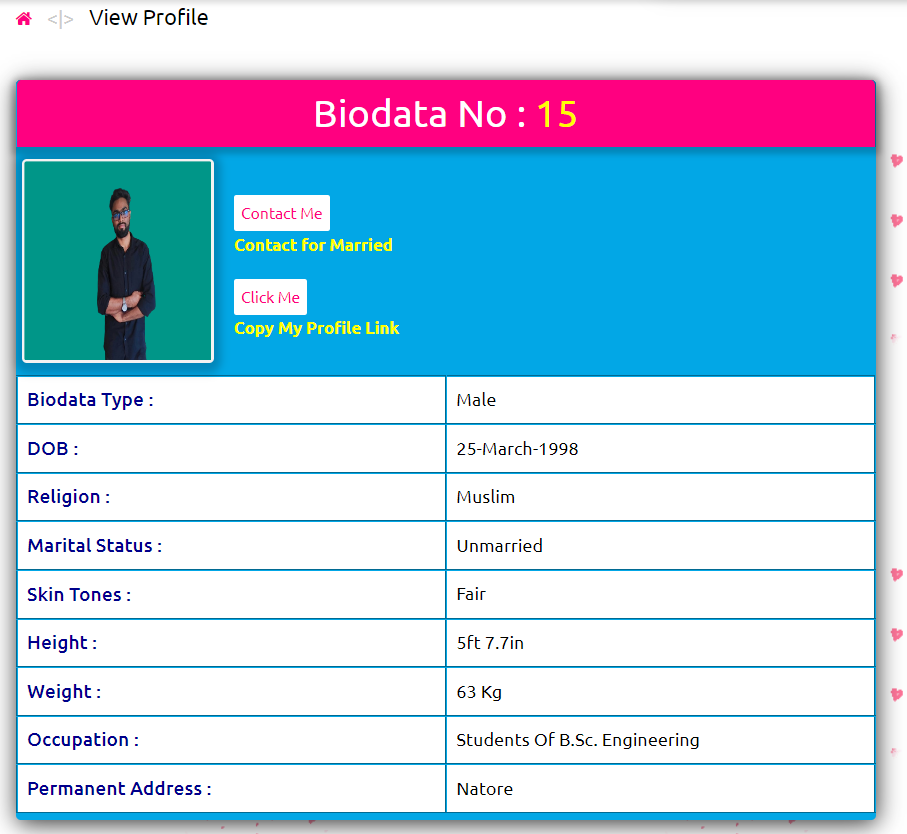 View Profile
Biodata No : 15
Contact Me
Contact for Married
Click Me
Copy My Profile Link
Biodata Type : Male
DOB : 25-March-1998
Religion : Muslim
Marital Status : Unmarried
Skin Tones : Fair
Height : 5ft 7.7in
Weight : 63 Kg
Occupation : Students Of B.Sc. Engineering
Permanent Address : Natore